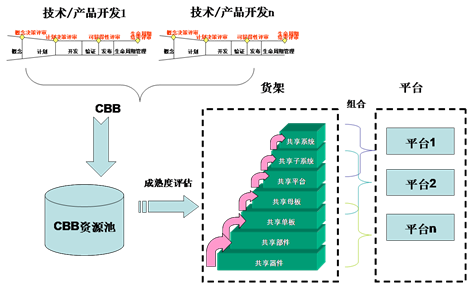 技术/产品开发1
技术/产品开发n
概念决策评审
计划决策评审
可获得性评审
概念
计划
开发
验证
发布
生命周期管理
概念决策评审
计划决策评审
可获得性评审
概念
计划
开发
验证
发布
生命周期管理
CBB
货架
组合
平台
共享系统
共享子系统
共享平台
共享母板
共享单板
共享部件
共享器件
平台1
平台2
平台n
成熟度评估
CBB资源池